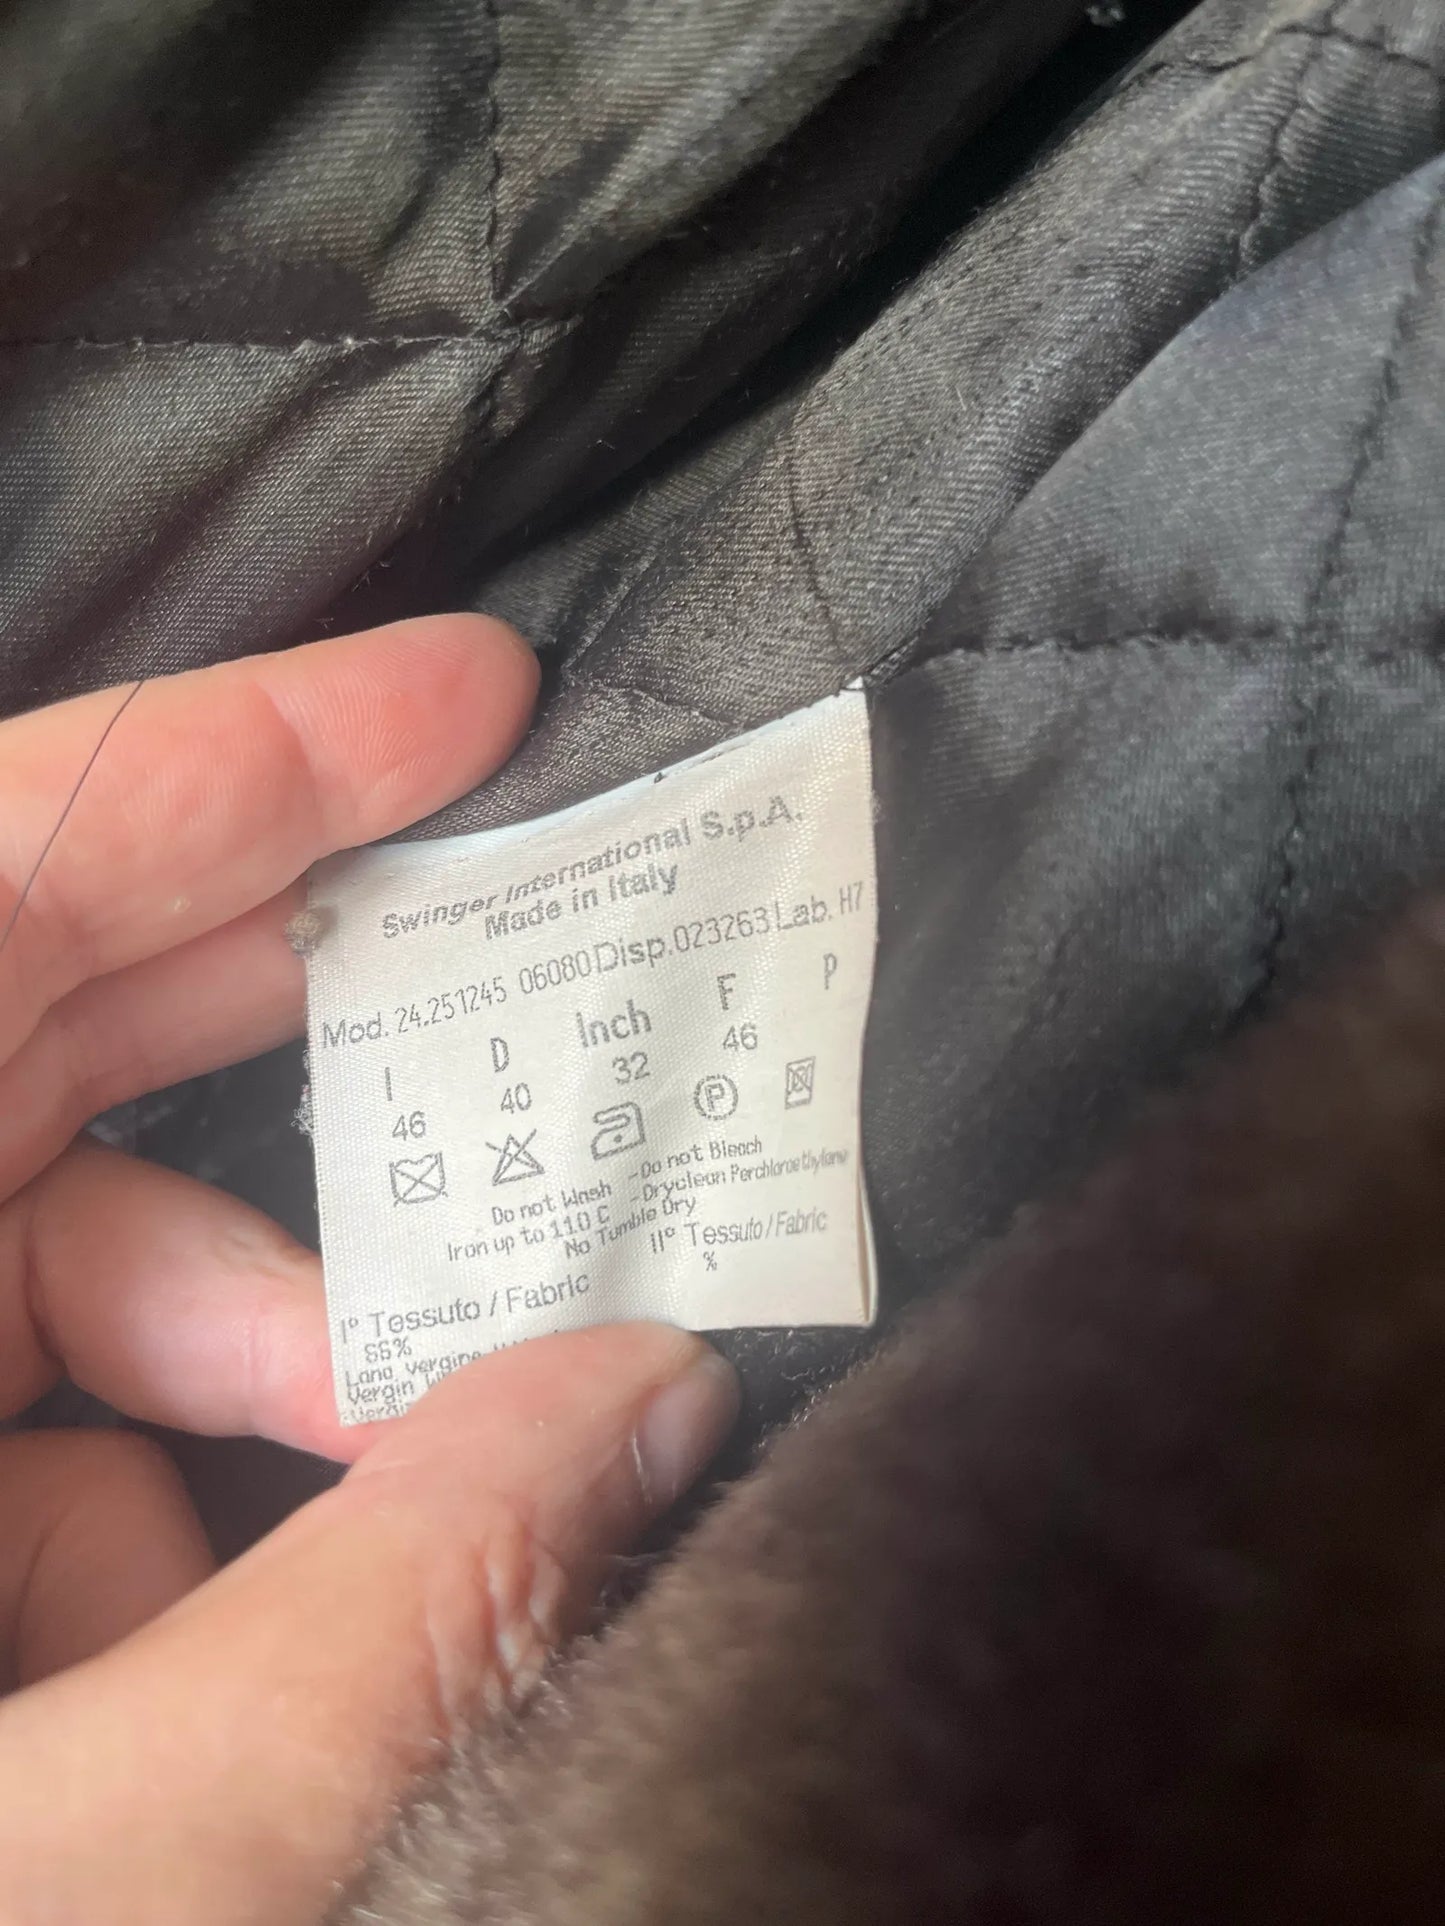 Swinger International S.p.A.
Made in Italy
Mod. 24.251245 06080 Disp. 023263 Lab. H7
I D Inch F P
46 40 32 46
P
Do not Wash - Do not Bleach
Iron up to 110 C - Dryclean Perchloroethylene
No Tumble Dry
I° Tessuto / Fabric II° Tessuto / Fabric
%
Lana vergine
Vergin